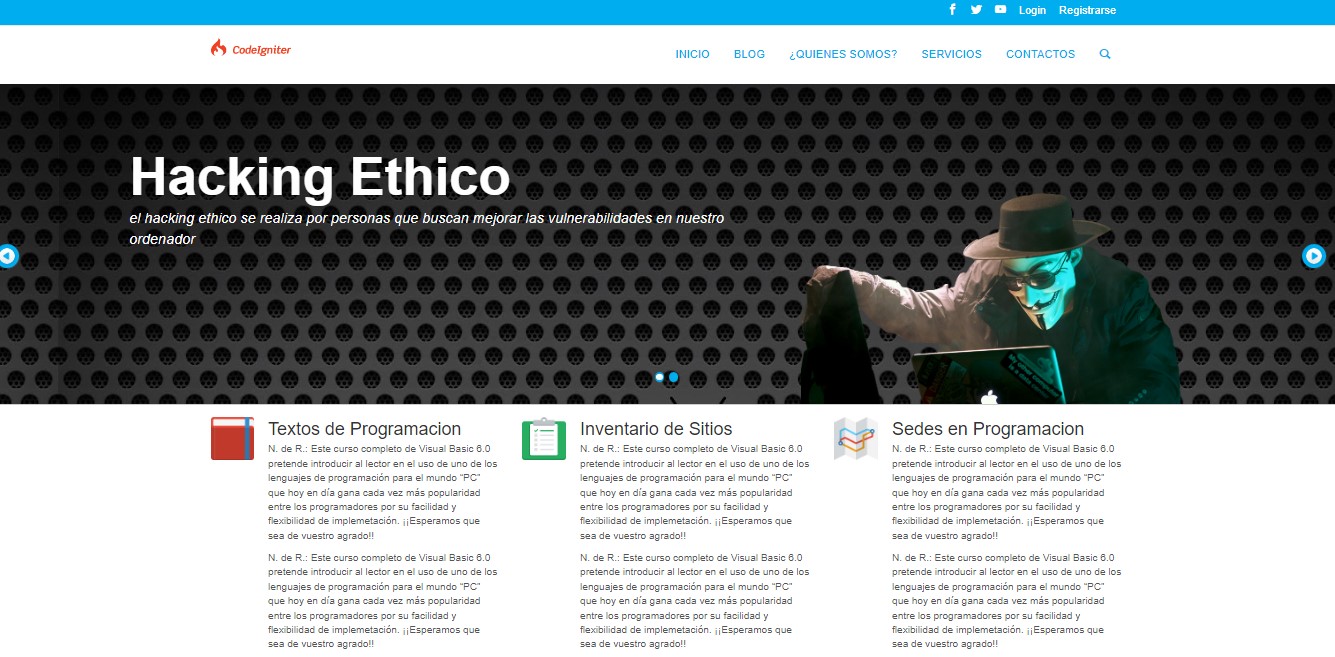 Login Registrarse
CodeIgniter
INICIO BLOG ¿QUIENES SOMOS? SERVICIOS CONTACTOS
Hacking Ethico
el hacking ethico se realiza por personas que buscan mejorar las vulnerabilidades en nuestro
ordenador
Textos de Programacion
N. de R.: Este curso completo de Visual Basic 6.0
pretende introducir al lector en el uso de uno de los
lenguajes de programación para el mundo “PC”
que hoy en día gana cada vez más popularidad
entre los programadores por su facilidad y
flexibilidad de implemetación. ¡¡Esperamos que
sea de vuestro agrado!!
N. de R.: Este curso completo de Visual Basic 6.0
pretende introducir al lector en el uso de uno de los
lenguajes de programación para el mundo “PC”
que hoy en día gana cada vez más popularidad
entre los programadores por su facilidad y
flexibilidad de implemetación. ¡¡Esperamos que
sea de vuestro agrado!!
Inventario de Sitios
N. de R.: Este curso completo de Visual Basic 6.0
pretende introducir al lector en el uso de uno de los
lenguajes de programación para el mundo “PC”
que hoy en día gana cada vez más popularidad
entre los programadores por su facilidad y
flexibilidad de implemetación. ¡¡Esperamos que
sea de vuestro agrado!!
N. de R.: Este curso completo de Visual Basic 6.0
pretende introducir al lector en el uso de uno de los
lenguajes de programación para el mundo “PC”
que hoy en día gana cada vez más popularidad
entre los programadores por su facilidad y
flexibilidad de implemetación. ¡¡Esperamos que
sea de vuestro agrado!!
Sedes en Programacion
N. de R.: Este curso completo de Visual Basic 6.0
pretende introducir al lector en el uso de uno de los
lenguajes de programación para el mundo “PC”
que hoy en día gana cada vez más popularidad
entre los programadores por su facilidad y
flexibilidad de implemetación. ¡¡Esperamos que
sea de vuestro agrado!!
N. de R.: Este curso completo de Visual Basic 6.0
pretende introducir al lector en el uso de uno de los
lenguajes de programación para el mundo “PC”
que hoy en día gana cada vez más popularidad
entre los programadores por su facilidad y
flexibilidad de implemetación. ¡¡Esperamos que
sea de vuestro agrado!!